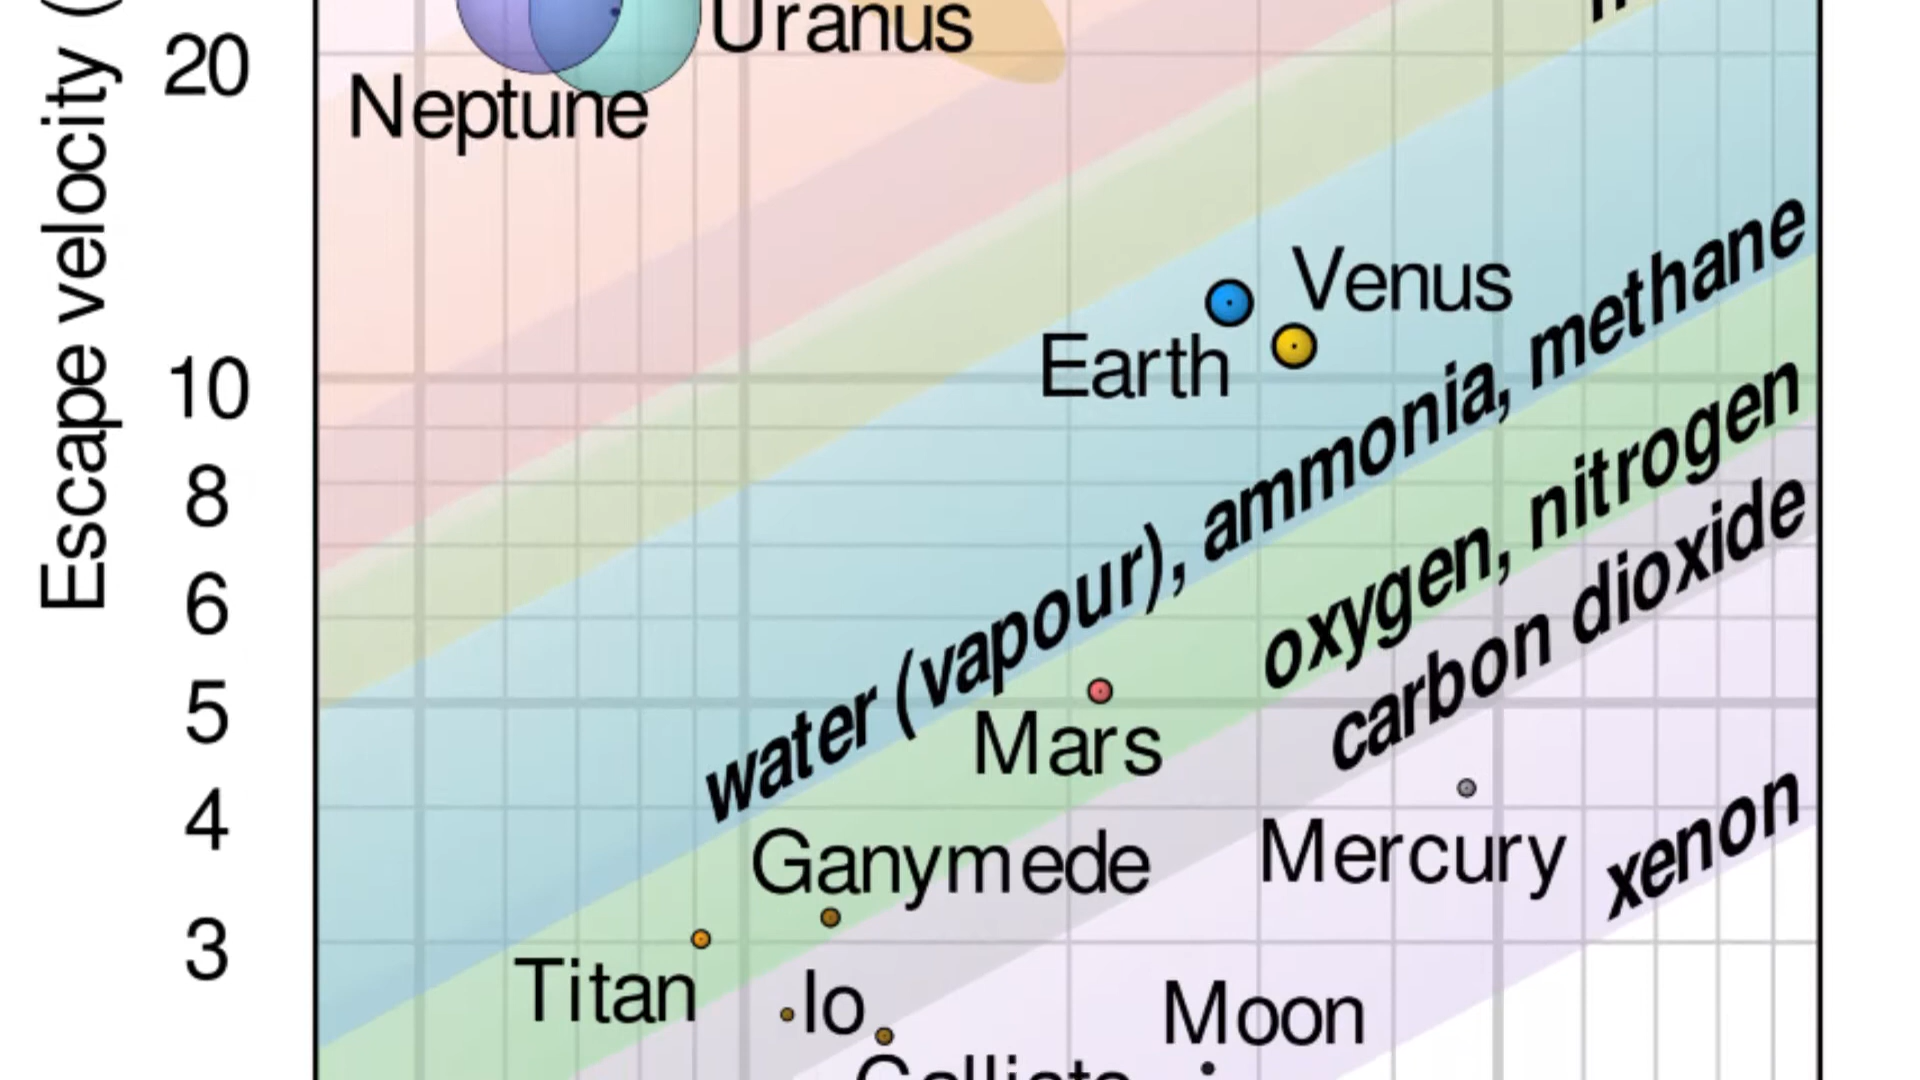 Escape velocity (
20
10
8
6
5
4
3
Uranus
Neptune
Venus
Earth
water (vapour), ammonia, methane
oxygen, nitrogen
carbon dioxide
Mars
Ganymede
Mercury
xenon
Titan
Io
Moon
Callisto